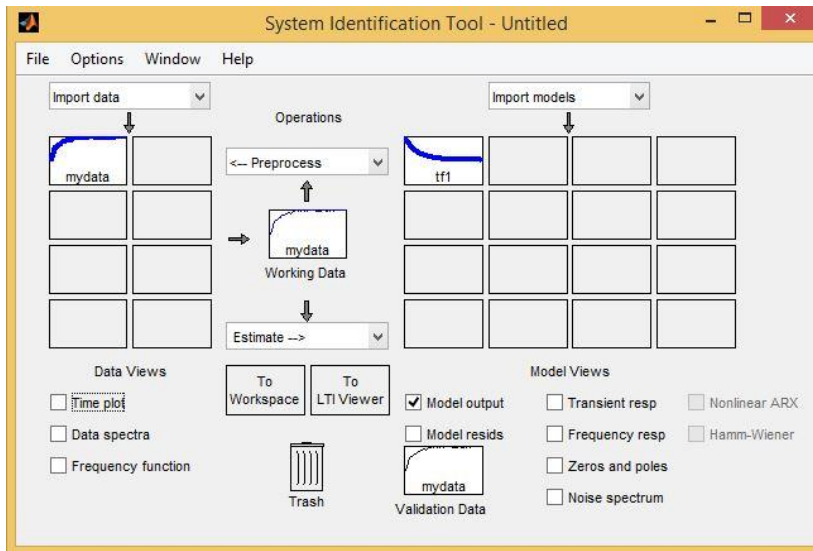 System Identification Tool - Untitled
File Options Window Help
Import data
Import models
Operations
mydata
<-- Preprocess
tf1
mydata
Working Data
Estimate -->
Data Views
To Workspace
To LTI Viewer
Model Views
Time plot
Model output
Transient resp
Nonlinear ARX
Data spectra
Model resids
Frequency resp
Hamm-Wiener
Frequency function
Zeros and poles
Trash
mydata
Noise spectrum
Validation Data